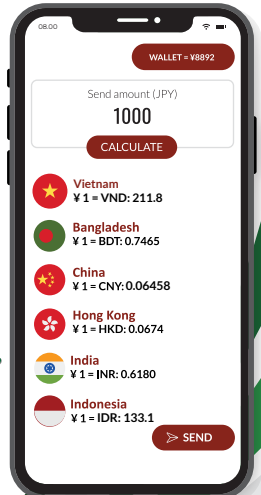 08.00
WALLET = ¥8892
Send amount (JPY)
1000
CALCULATE
Vietnam
¥ 1 = VND: 211.8
Bangladesh
¥ 1 = BDT: 0.7465
China
¥ 1 = CNY: 0.06458
Hong Kong
¥ 1 = HKD: 0.0674
India
¥ 1 = INR: 0.6180
Indonesia
¥ 1 = IDR: 133.1
SEND